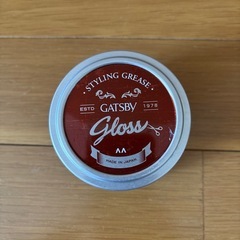 STYLING GREASE
GATSBY
ESTD 1978
Gloss
MADE IN JAPAN